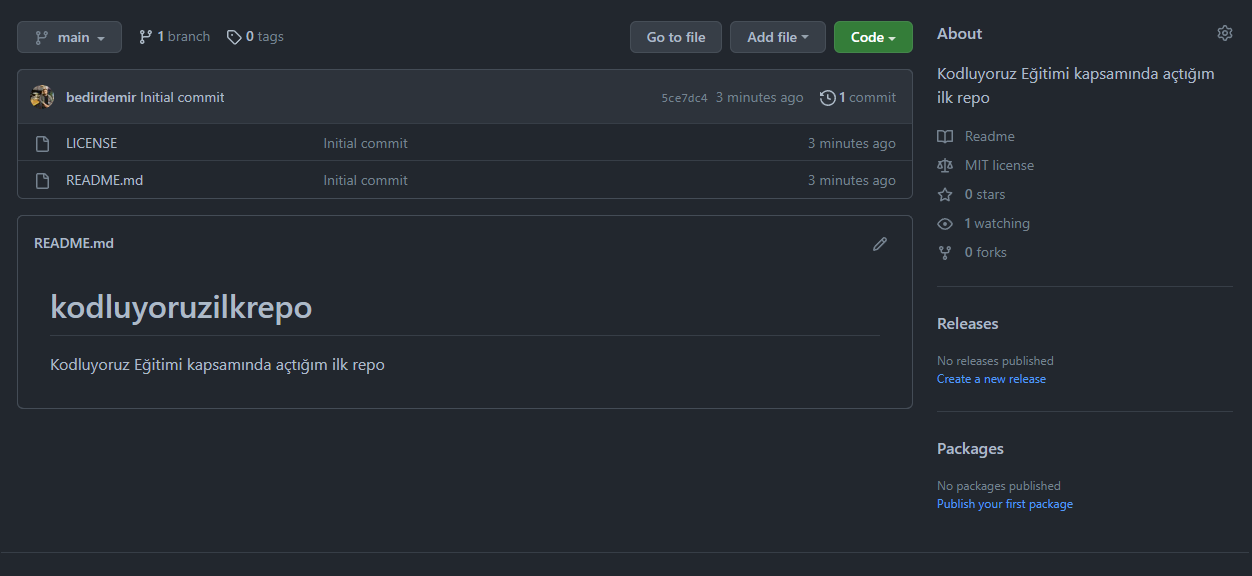 main 1 branch 0 tags Go to file Add file Code
bedirdemir Initial commit 5ce7dc4 3 minutes ago 1 commit
LICENSE Initial commit 3 minutes ago
README.md Initial commit 3 minutes ago
README.md
kodluyoruzilkrepo
Kodluyoruz Eğitimi kapsamında açtığım ilk repo
About
Kodluyoruz Eğitimi kapsamında açtığım
ilk repo
Readme
MIT license
0 stars
1 watching
0 forks
Releases
No releases published
Create a new release
Packages
No packages published
Publish your first package